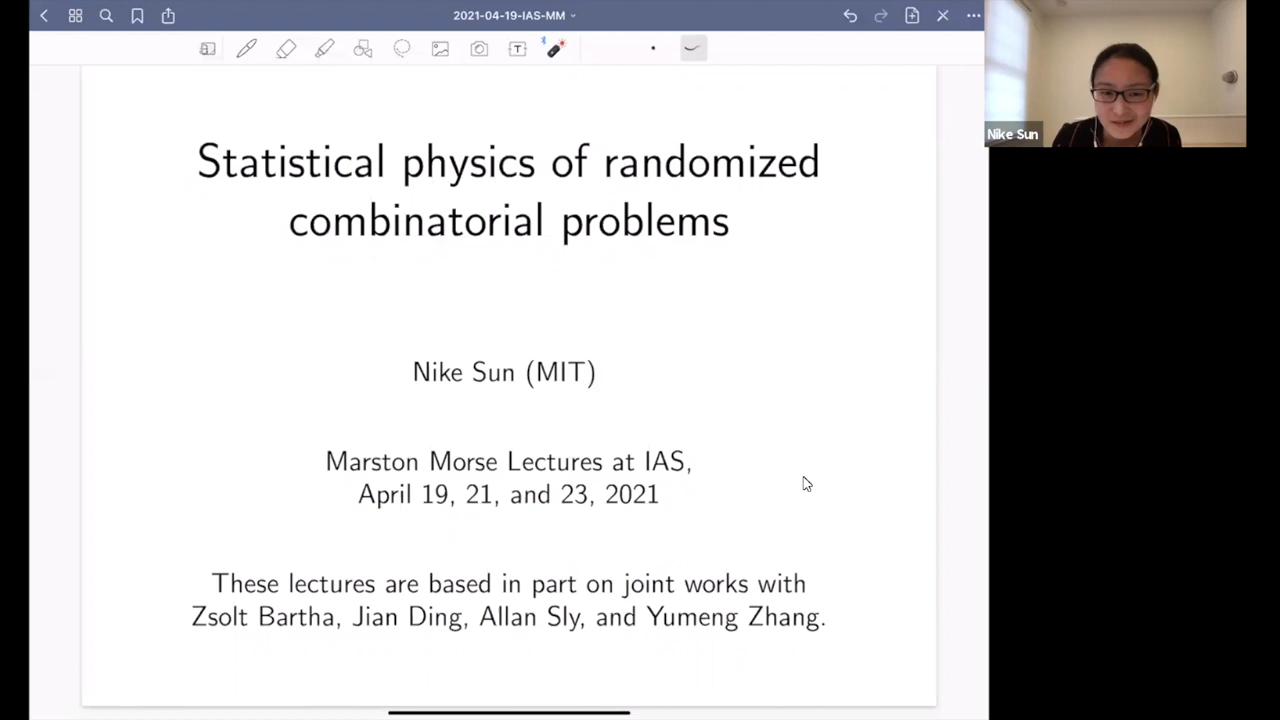 2021-04-19-IAS-MM
T
Statistical physics of randomized
combinatorial problems
Nike Sun (MIT)
Marston Morse Lectures at IAS,
April 19, 21, and 23, 2021
These lectures are based in part on joint works with
Zsolt Bartha, Jian Ding, Allan Sly, and Yumeng Zhang.
Nike Sun